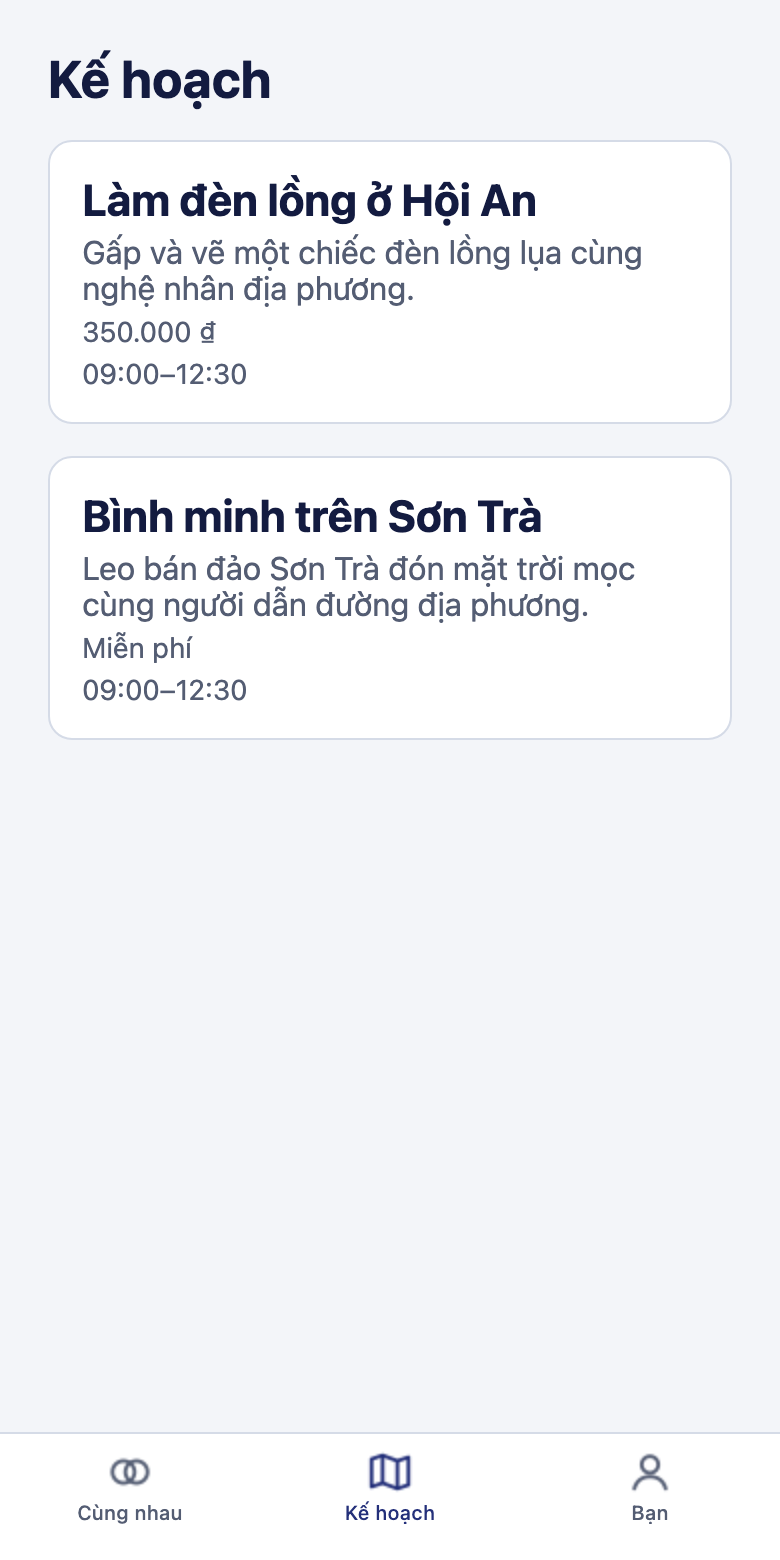 Kế hoạch
Làm đèn lồng ở Hội An
Gấp và vẽ một chiếc đèn lồng lụa cùng
nghệ nhân địa phương.
350.000 ₫
09:00–12:30
Bình minh trên Sơn Trà
Leo bán đảo Sơn Trà đón mặt trời mọc
cùng người dẫn đường địa phương.
Miễn phí
09:00–12:30
Cùng nhau
Kế hoạch
Bạn